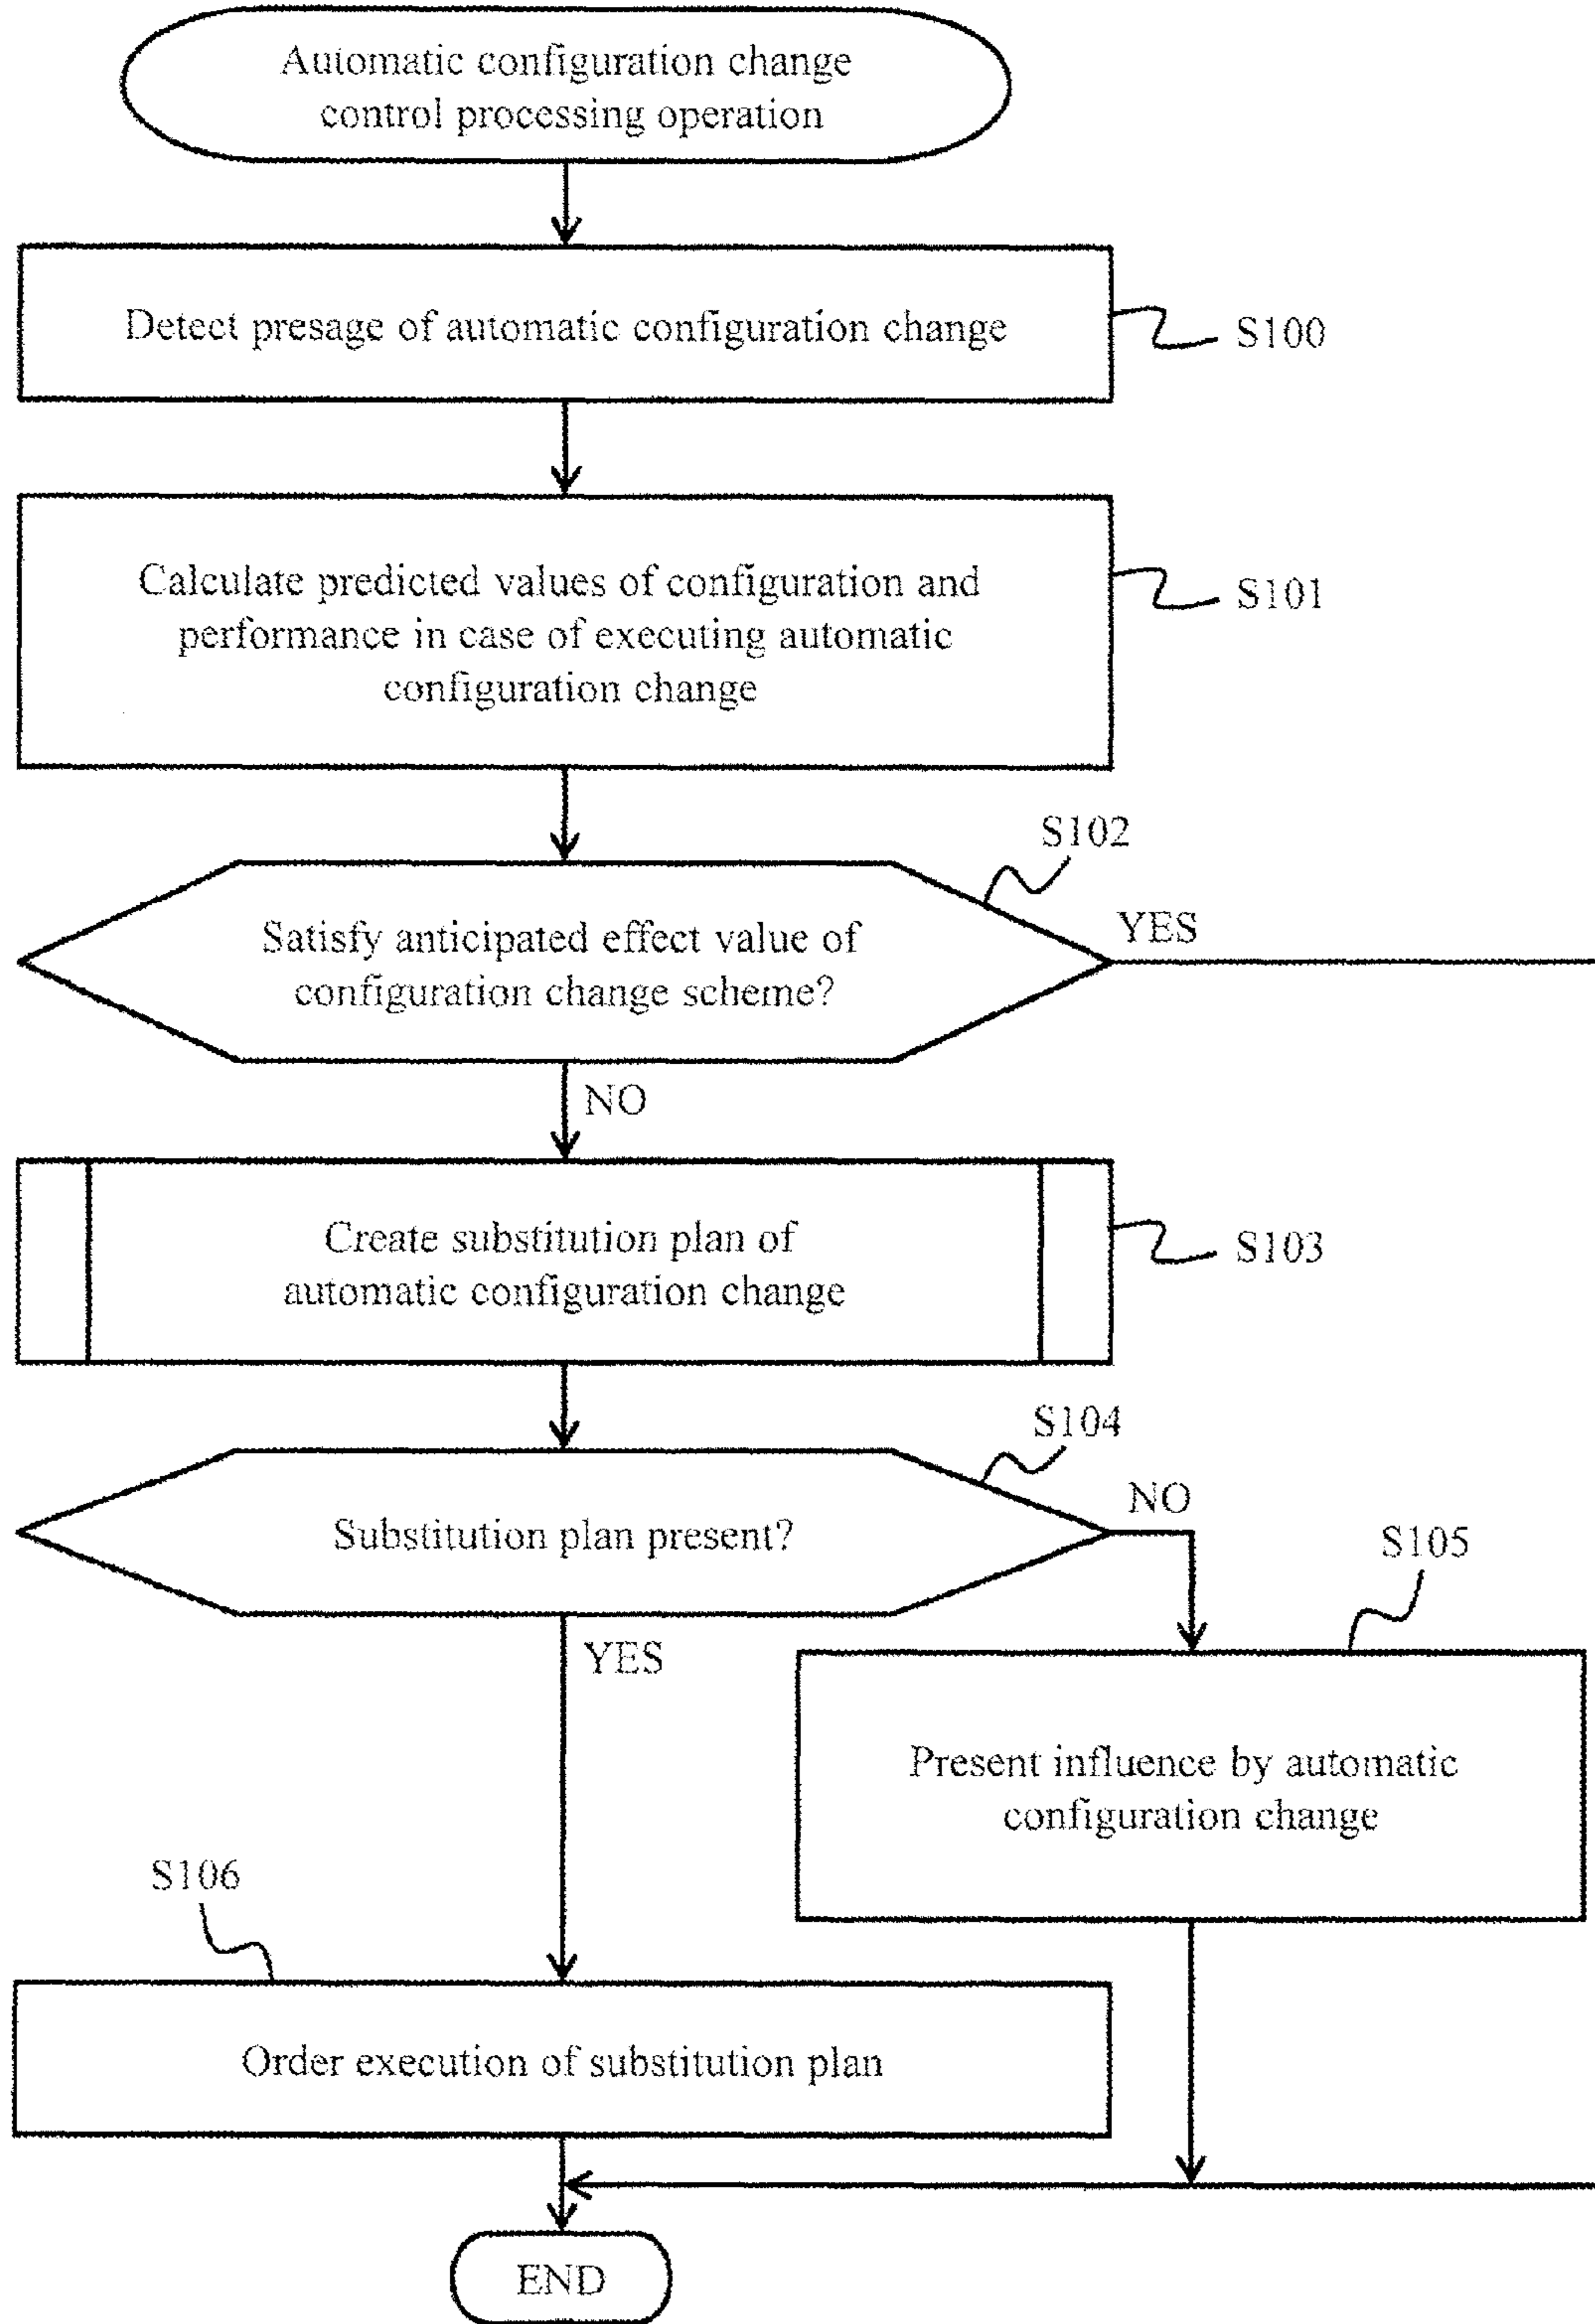 Automatic configuration change
control processing operation
Detect presage of automatic configuration change
S100
Calculate predicted values of configuration and
performance in case of executing automatic
configuration change
S101
S102
Satisfy anticipated effect value of
configuration change scheme?
YES
NO
Create substitution plan of
automatic configuration change
S103
S104
Substitution plan present?
NO
YES
S105
Present influence by automatic
configuration change
S106
Order execution of substitution plan
END